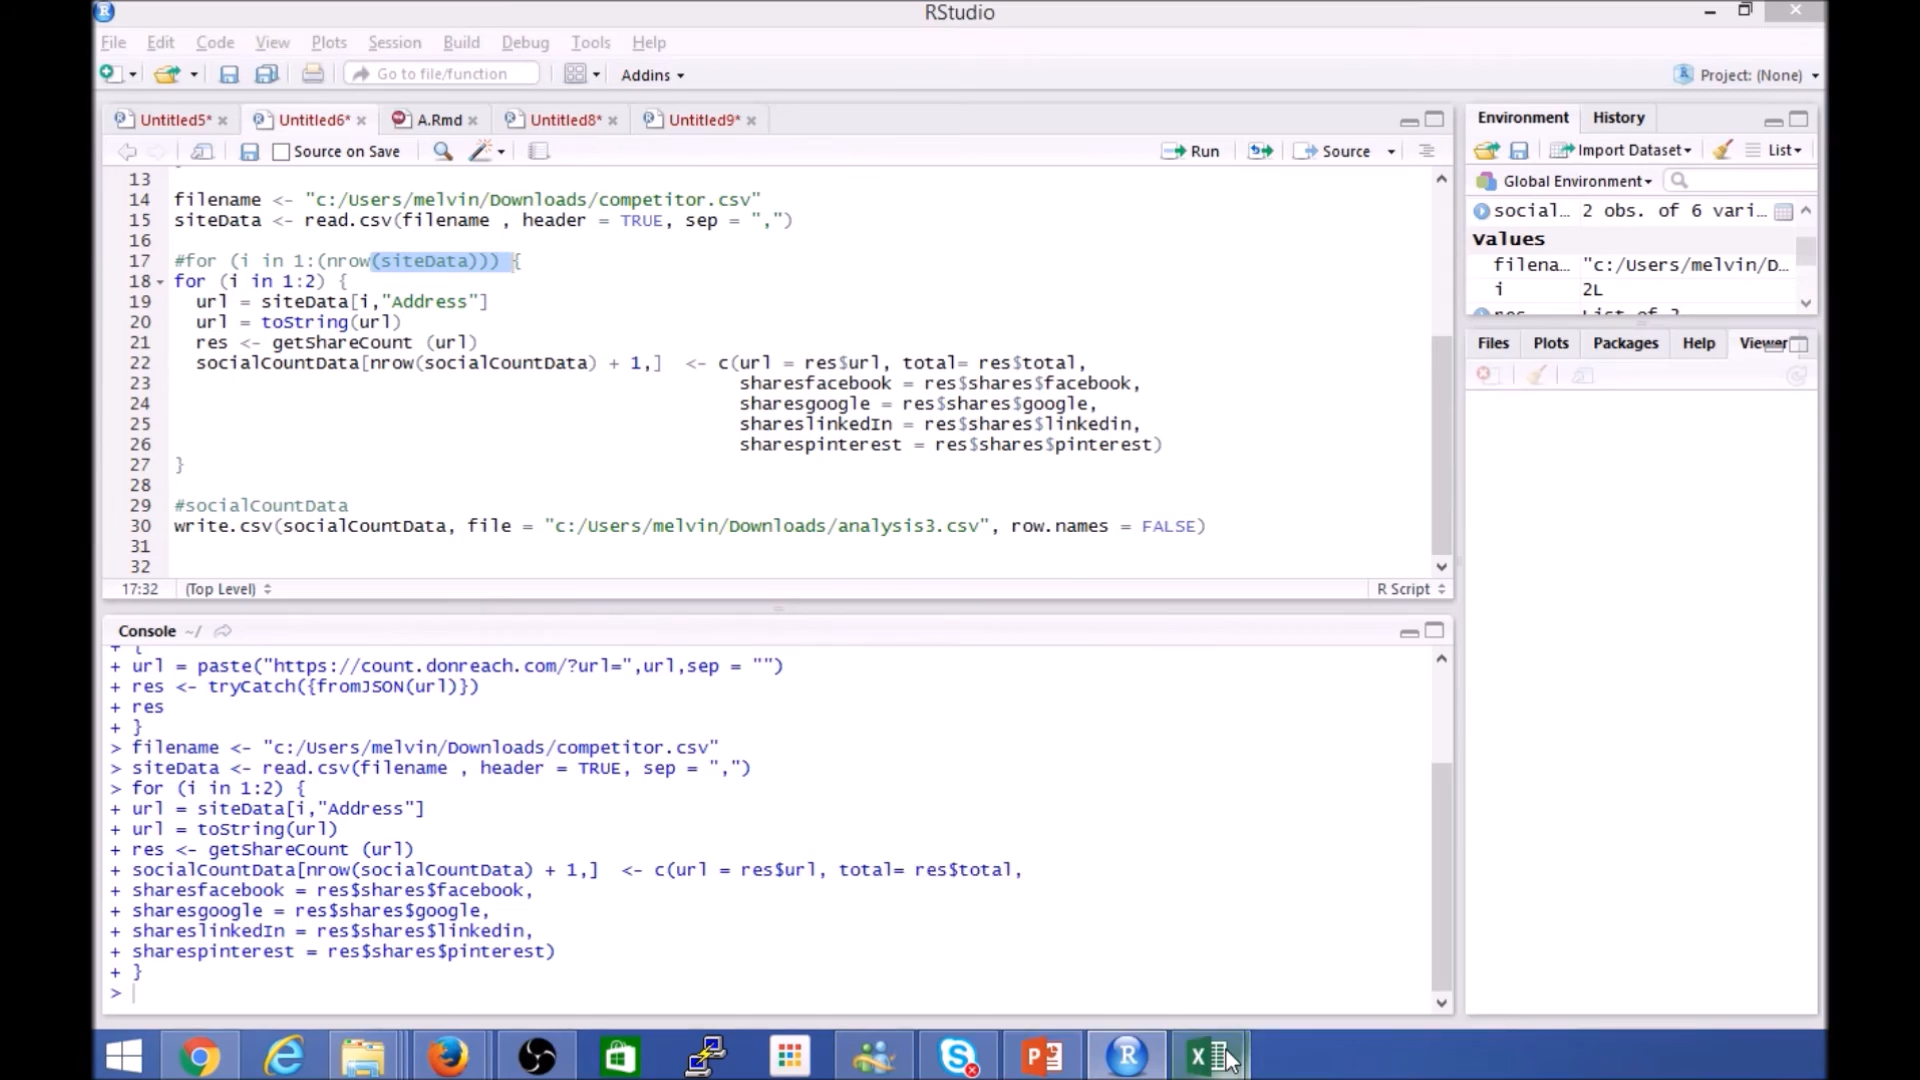 RStudio
File Edit Code View Plots Session Build Debug Tools Help
Go to file/function Addins Project: (None)
Untitled5* Untitled6* A.Rmd Untitled8* Untitled9*
Source on Save Run Source
13
14 filename <- "c:/Users/melvin/Downloads/competitor.csv"
15 siteData <- read.csv(filename , header = TRUE, sep = ",")
16
17 #for (i in 1:(nrow(siteData))) {
18 for (i in 1:2) {
19 url = siteData[i,"Address"]
20 url = toString(url)
21 res <- getShareCount (url)
22 socialCountData[nrow(socialCountData) + 1,] <- c(url = res$url, total= res$total,
23 sharesfacebook = res$shares$facebook,
24 sharesgoogle = res$shares$google,
25 shareslinkedIn = res$shares$linkedin,
26 sharespinterest = res$shares$pinterest)
27 }
28
29 #socialCountData
30 write.csv(socialCountData, file = "c:/Users/melvin/Downloads/analysis3.csv", row.names = FALSE)
31
32
17:32 (Top Level) R Script
Console ~/
+ {
+ url = paste("https://count.donreach.com/?url=",url,sep = "")
+ res <- tryCatch({fromJSON(url)})
+ res
+ }
> filename <- "c:/Users/melvin/Downloads/competitor.csv"
> siteData <- read.csv(filename , header = TRUE, sep = ",")
> for (i in 1:2) {
+ url = siteData[i,"Address"]
+ url = toString(url)
+ res <- getShareCount (url)
+ socialCountData[nrow(socialCountData) + 1,] <- c(url = res$url, total= res$total,
+ sharesfacebook = res$shares$facebook,
+ sharesgoogle = res$shares$google,
+ shareslinkedIn = res$shares$linkedin,
+ sharespinterest = res$shares$pinterest)
+ }
>
Environment History
Import Dataset List
Global Environment
social… 2 obs. of 6 vari…
Values
filena… "c:/Users/melvin/D…
i 2L
res List of 3
Files Plots Packages Help Viewer